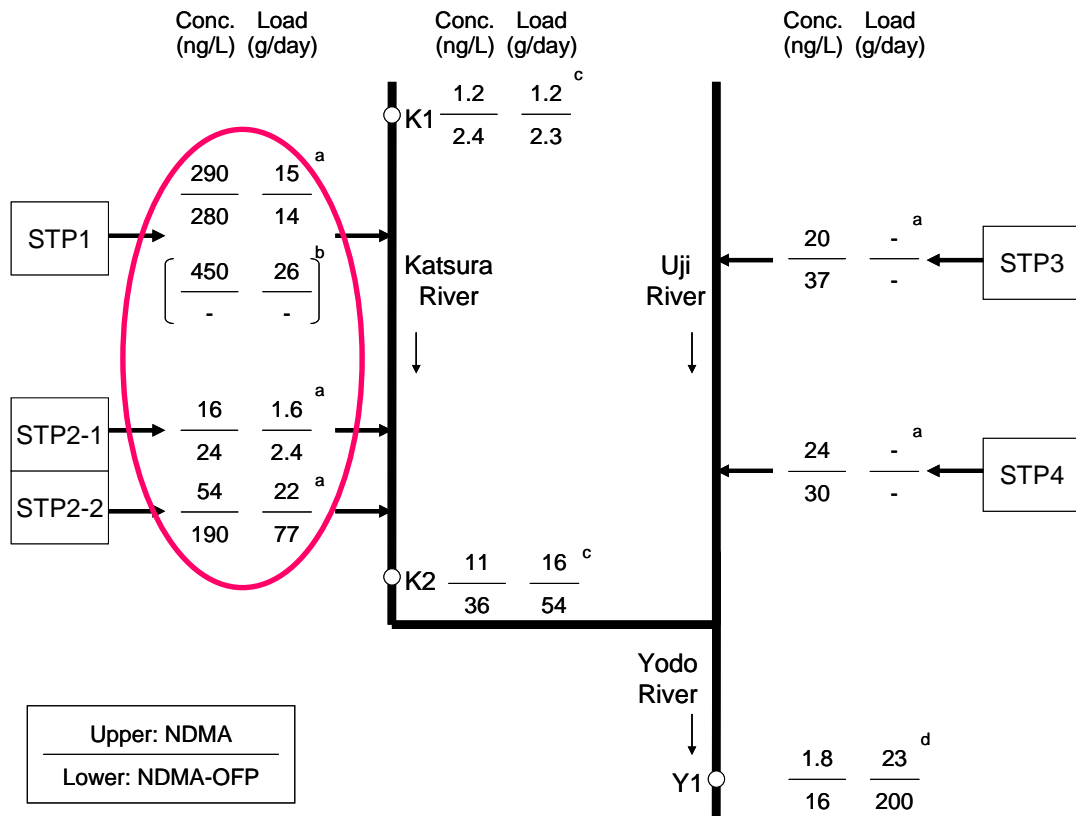 Conc. Load
(ng/L) (g/day)
Conc. Load
(ng/L) (g/day)
Conc. Load
(ng/L) (g/day)
K1
1.2 1.2 c
2.4 2.3
STP1
290 15 a
280 14
450 26 b
- -
Katsura
River
Uji
River
20 - a
37 -
STP3
STP2-1
16 1.6 a
24 2.4
STP2-2
54 22 a
190 77
24 - a
30 -
STP4
K2
11 16 c
36 54
Yodo
River
Upper: NDMA
Lower: NDMA-OFP
Y1
1.8 23 d
16 200